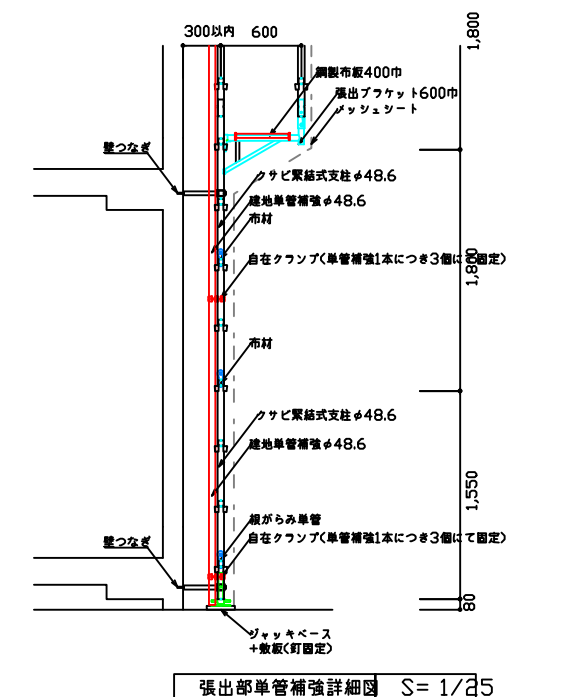 1,800
300以内 600
鋼製布板400巾
張出ブラケット600巾
メッシュシート
壁つなぎ
クサビ緊結式支柱φ48.6
建地単管補強φ48.6
布材
自在クランプ(単管補強1本につき3個にて固定)
1,800
布材
クサビ緊結式支柱φ48.6
建地単管補強φ48.6
1,550
根がらみ単管
壁つなぎ
自在クランプ(単管補強1本につき3個にて固定)
80
ジャッキベース
+敷板(釘固定)
張出部単管補強詳細図 S= 1/25